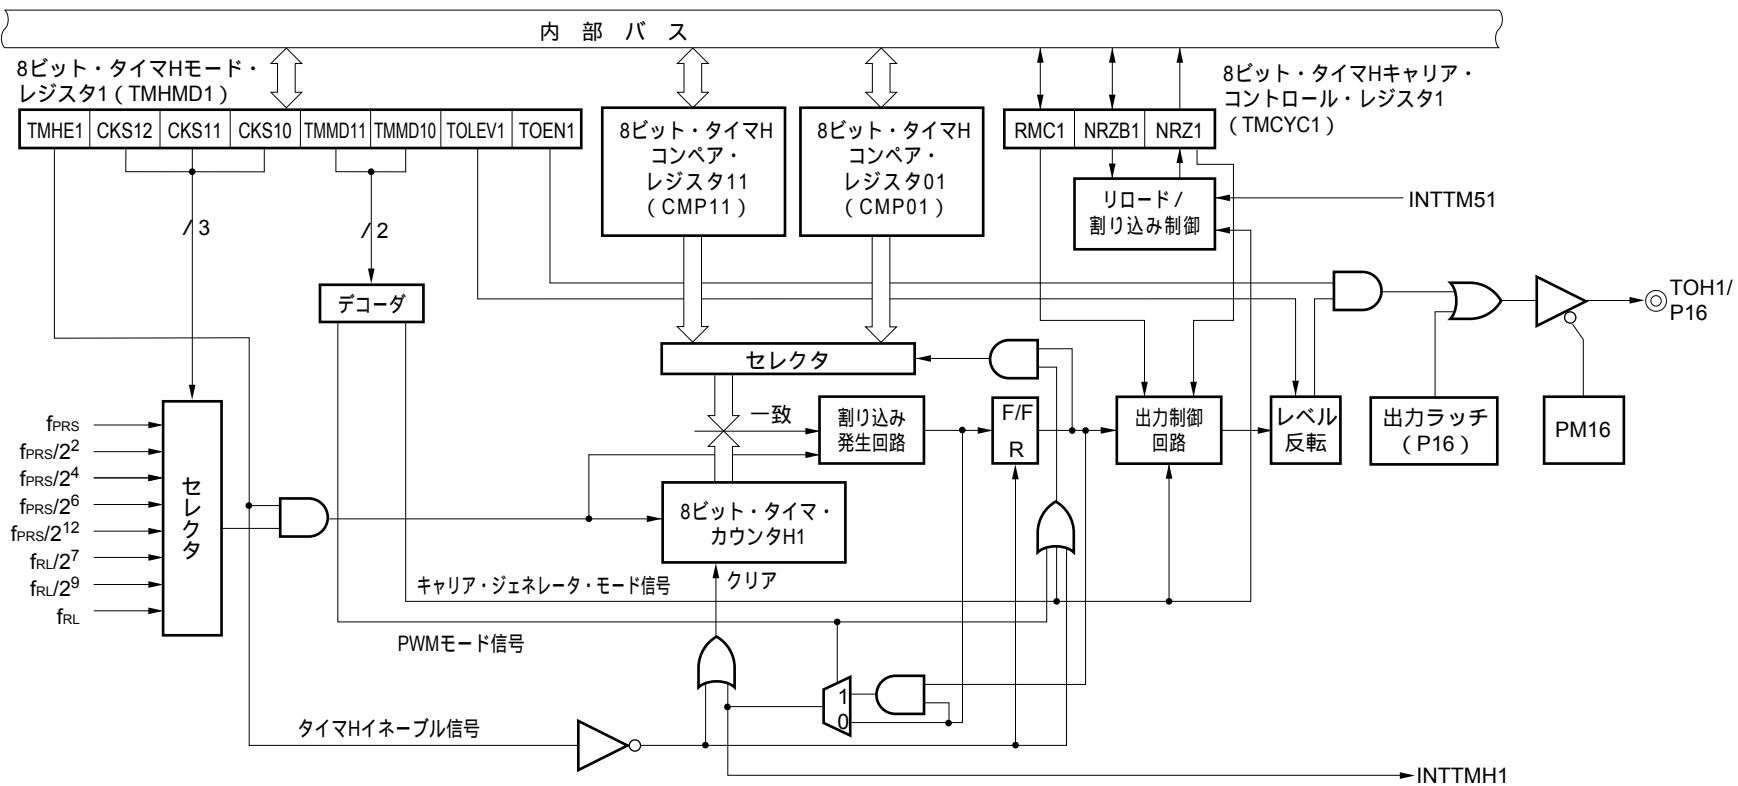 内 部 バ ス
8ビット・タイマHモード・
レジスタ1（TMHMD1）
8ビット・タイマHキャリア・
コントロール・レジスタ1
（TMCYC1）
TMHE1 CKS12 CKS11 CKS10 TMMD11 TMMD10 TOLEV1 TOEN1
8ビット・タイマH
コンペア・
レジスタ11
（CMP11）
8ビット・タイマH
コンペア・
レジスタ01
（CMP01）
RMC1 NRZB1 NRZ1
リロード/
割り込み制御
INTTM51
/3
/2
デコーダ
TOH1/
P16
セレクタ
一致
割り込み
発生回路
F/F
R
出力制御
回路
レベル
反転
出力ラッチ
（P16）
PM16
fPRS
fPRS/2²
fPRS/2⁴
fPRS/2⁶
fPRS/2¹²
fRL/2⁷
fRL/2⁹
fRL
セレクタ
8ビット・タイマ・
カウンタH1
クリア
キャリア・ジェネレータ・モード信号
PWMモード信号
1
0
タイマHイネーブル信号
INTTMH1